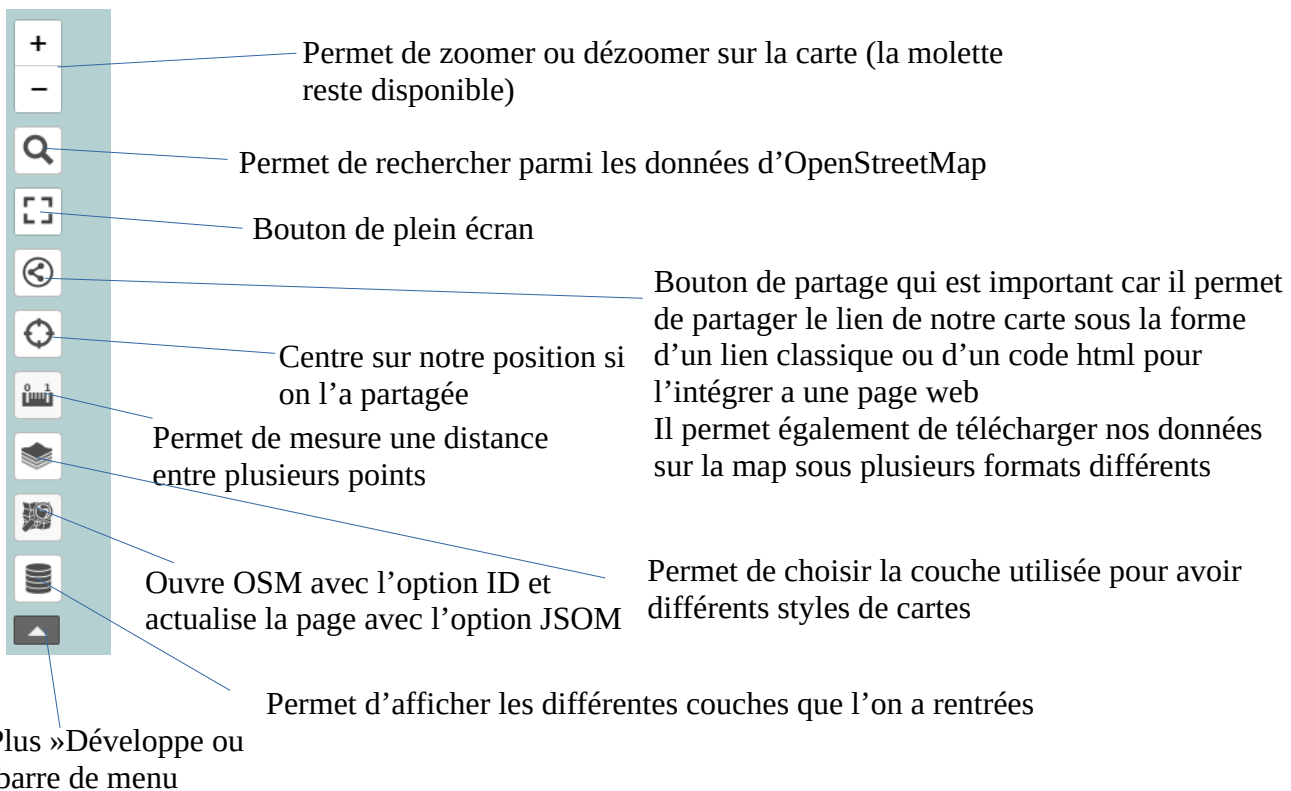 +
Permet de zoomer ou dézoomer sur la carte (la molette
reste disponible)
−
Permet de rechercher parmi les données d’OpenStreetMap
Bouton de plein écran
Bouton de partage qui est important car il permet
de partager le lien de notre carte sous la forme
d’un lien classique ou d’un code html pour
l’intégrer a une page web
Il permet également de télécharger nos données
sur la map sous plusieurs formats différents
Centre sur notre position si
on l’a partagée
0 1
Permet de mesure une distance
entre plusieurs points
Ouvre OSM avec l’option ID et
actualise la page avec l’option JSOM
Permet de choisir la couche utilisée pour avoir
différents styles de cartes
Permet d’afficher les différentes couches que l’on a rentrées
Plus »Développe ou
barre de menu